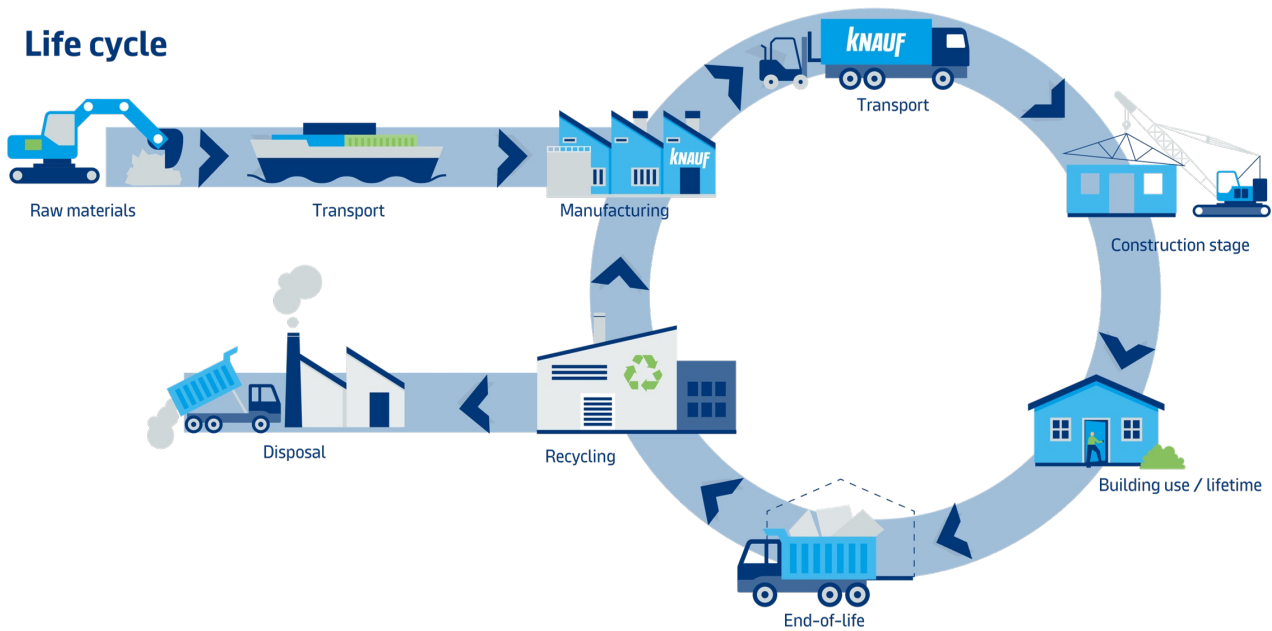 Life cycle
KNAUF
Transport
KNAUF
Raw materials
Transport
Manufacturing
Construction stage
Disposal
Recycling
Building use / lifetime
End-of-life